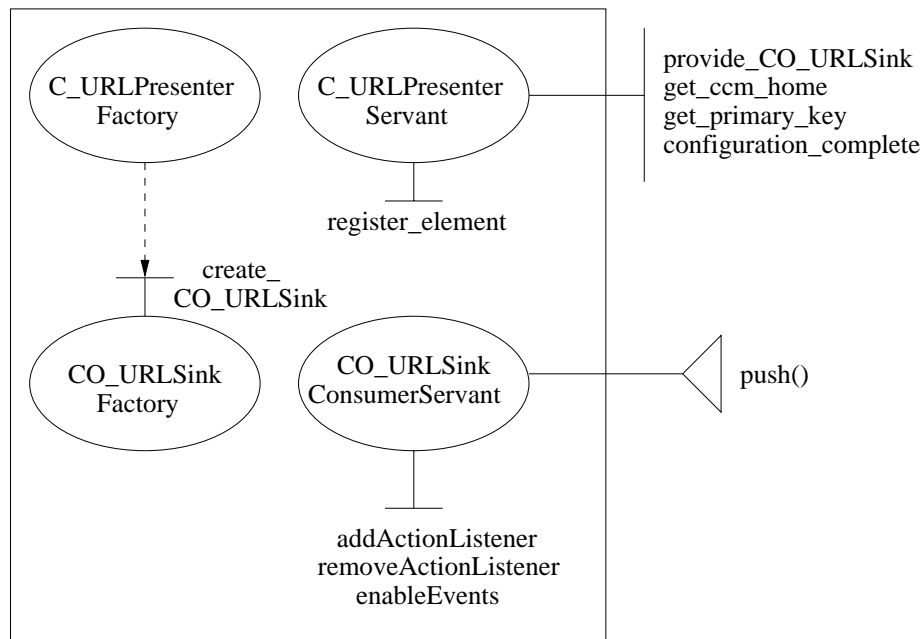 C_URLPresenter
Factory
C_URLPresenter
Servant
provide_CO_URLSink
get_ccm_home
get_primary_key
configuration_complete
register_element
create_
CO_URLSink
CO_URLSink
Factory
CO_URLSink
ConsumerServant
push()
addActionListener
removeActionListener
enableEvents